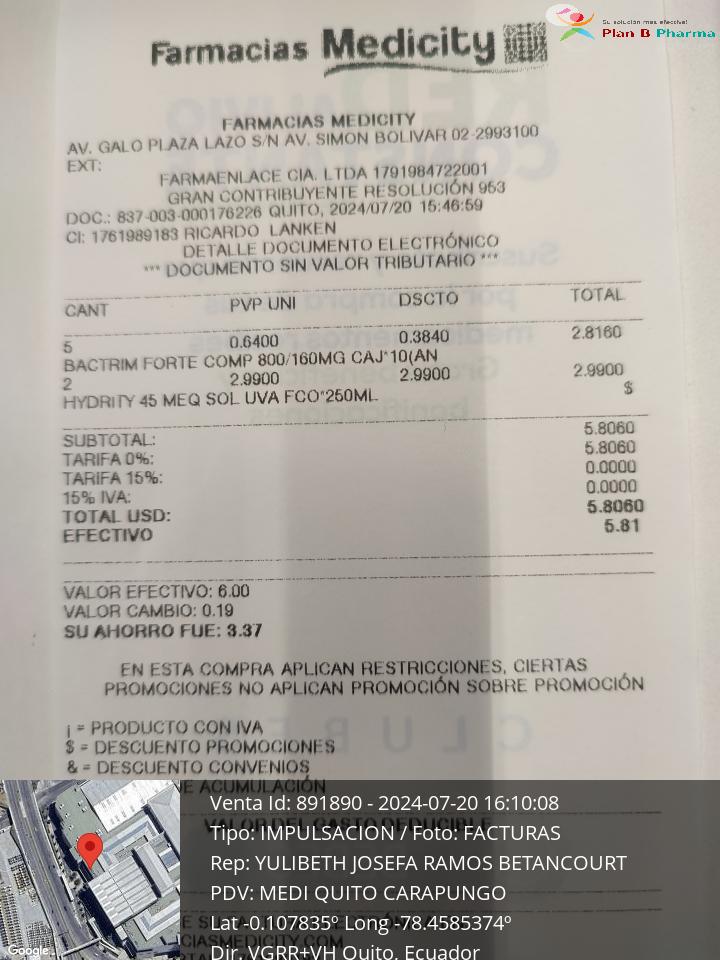 Su solución más efectiva!
Plan B Pharma
Farmacias Medicity
FARMACIAS MEDICITY
AV. GALO PLAZA LAZO S/N AV. SIMON BOLIVAR 02-2993100
EXT:
FARMAENLACE CIA. LTDA 1791984722001
GRAN CONTRIBUYENTE RESOLUCIÓN 953
DOC.: 837-003-000176226 QUITO, 2024/07/20 15:46:59
CI: 1761989183 RICARDO LANKEN
DETALLE DOCUMENTO ELECTRÓNICO
*** DOCUMENTO SIN VALOR TRIBUTARIO ***
CANT PVP UNI DSCTO TOTAL
5 0.6400 0.3840 2.8160
BACTRIM FORTE COMP 800/160MG CAJ*10(AN
2 2.9900 2.9900 2.9900
HYDRITY 45 MEQ SOL UVA FCO*250ML $
SUBTOTAL: 5.8060
TARIFA 0%: 5.8060
TARIFA 15%: 0.0000
15% IVA: 0.0000
TOTAL USD: 5.8060
EFECTIVO 5.81
VALOR EFECTIVO: 6.00
VALOR CAMBIO: 0.19
SU AHORRO FUE: 3.37
EN ESTA COMPRA APLICAN RESTRICCIONES, CIERTAS
PROMOCIONES NO APLICAN PROMOCIÓN SOBRE PROMOCIÓN
¡ = PRODUCTO CON IVA
$ = DESCUENTO PROMOCIONES
& = DESCUENTO CONVENIOS
ACUMULACIÓN
VALOR DEL GASTO DEDUCIBLE
Venta Id: 891890 - 2024-07-20 16:10:08
Tipo: IMPULSACION / Foto: FACTURAS
Rep: YULIBETH JOSEFA RAMOS BETANCOURT
PDV: MEDI QUITO CARAPUNGO
Lat -0.107835º Long -78.4585374º
Dir. VGRR+VH Quito, Ecuador
Google